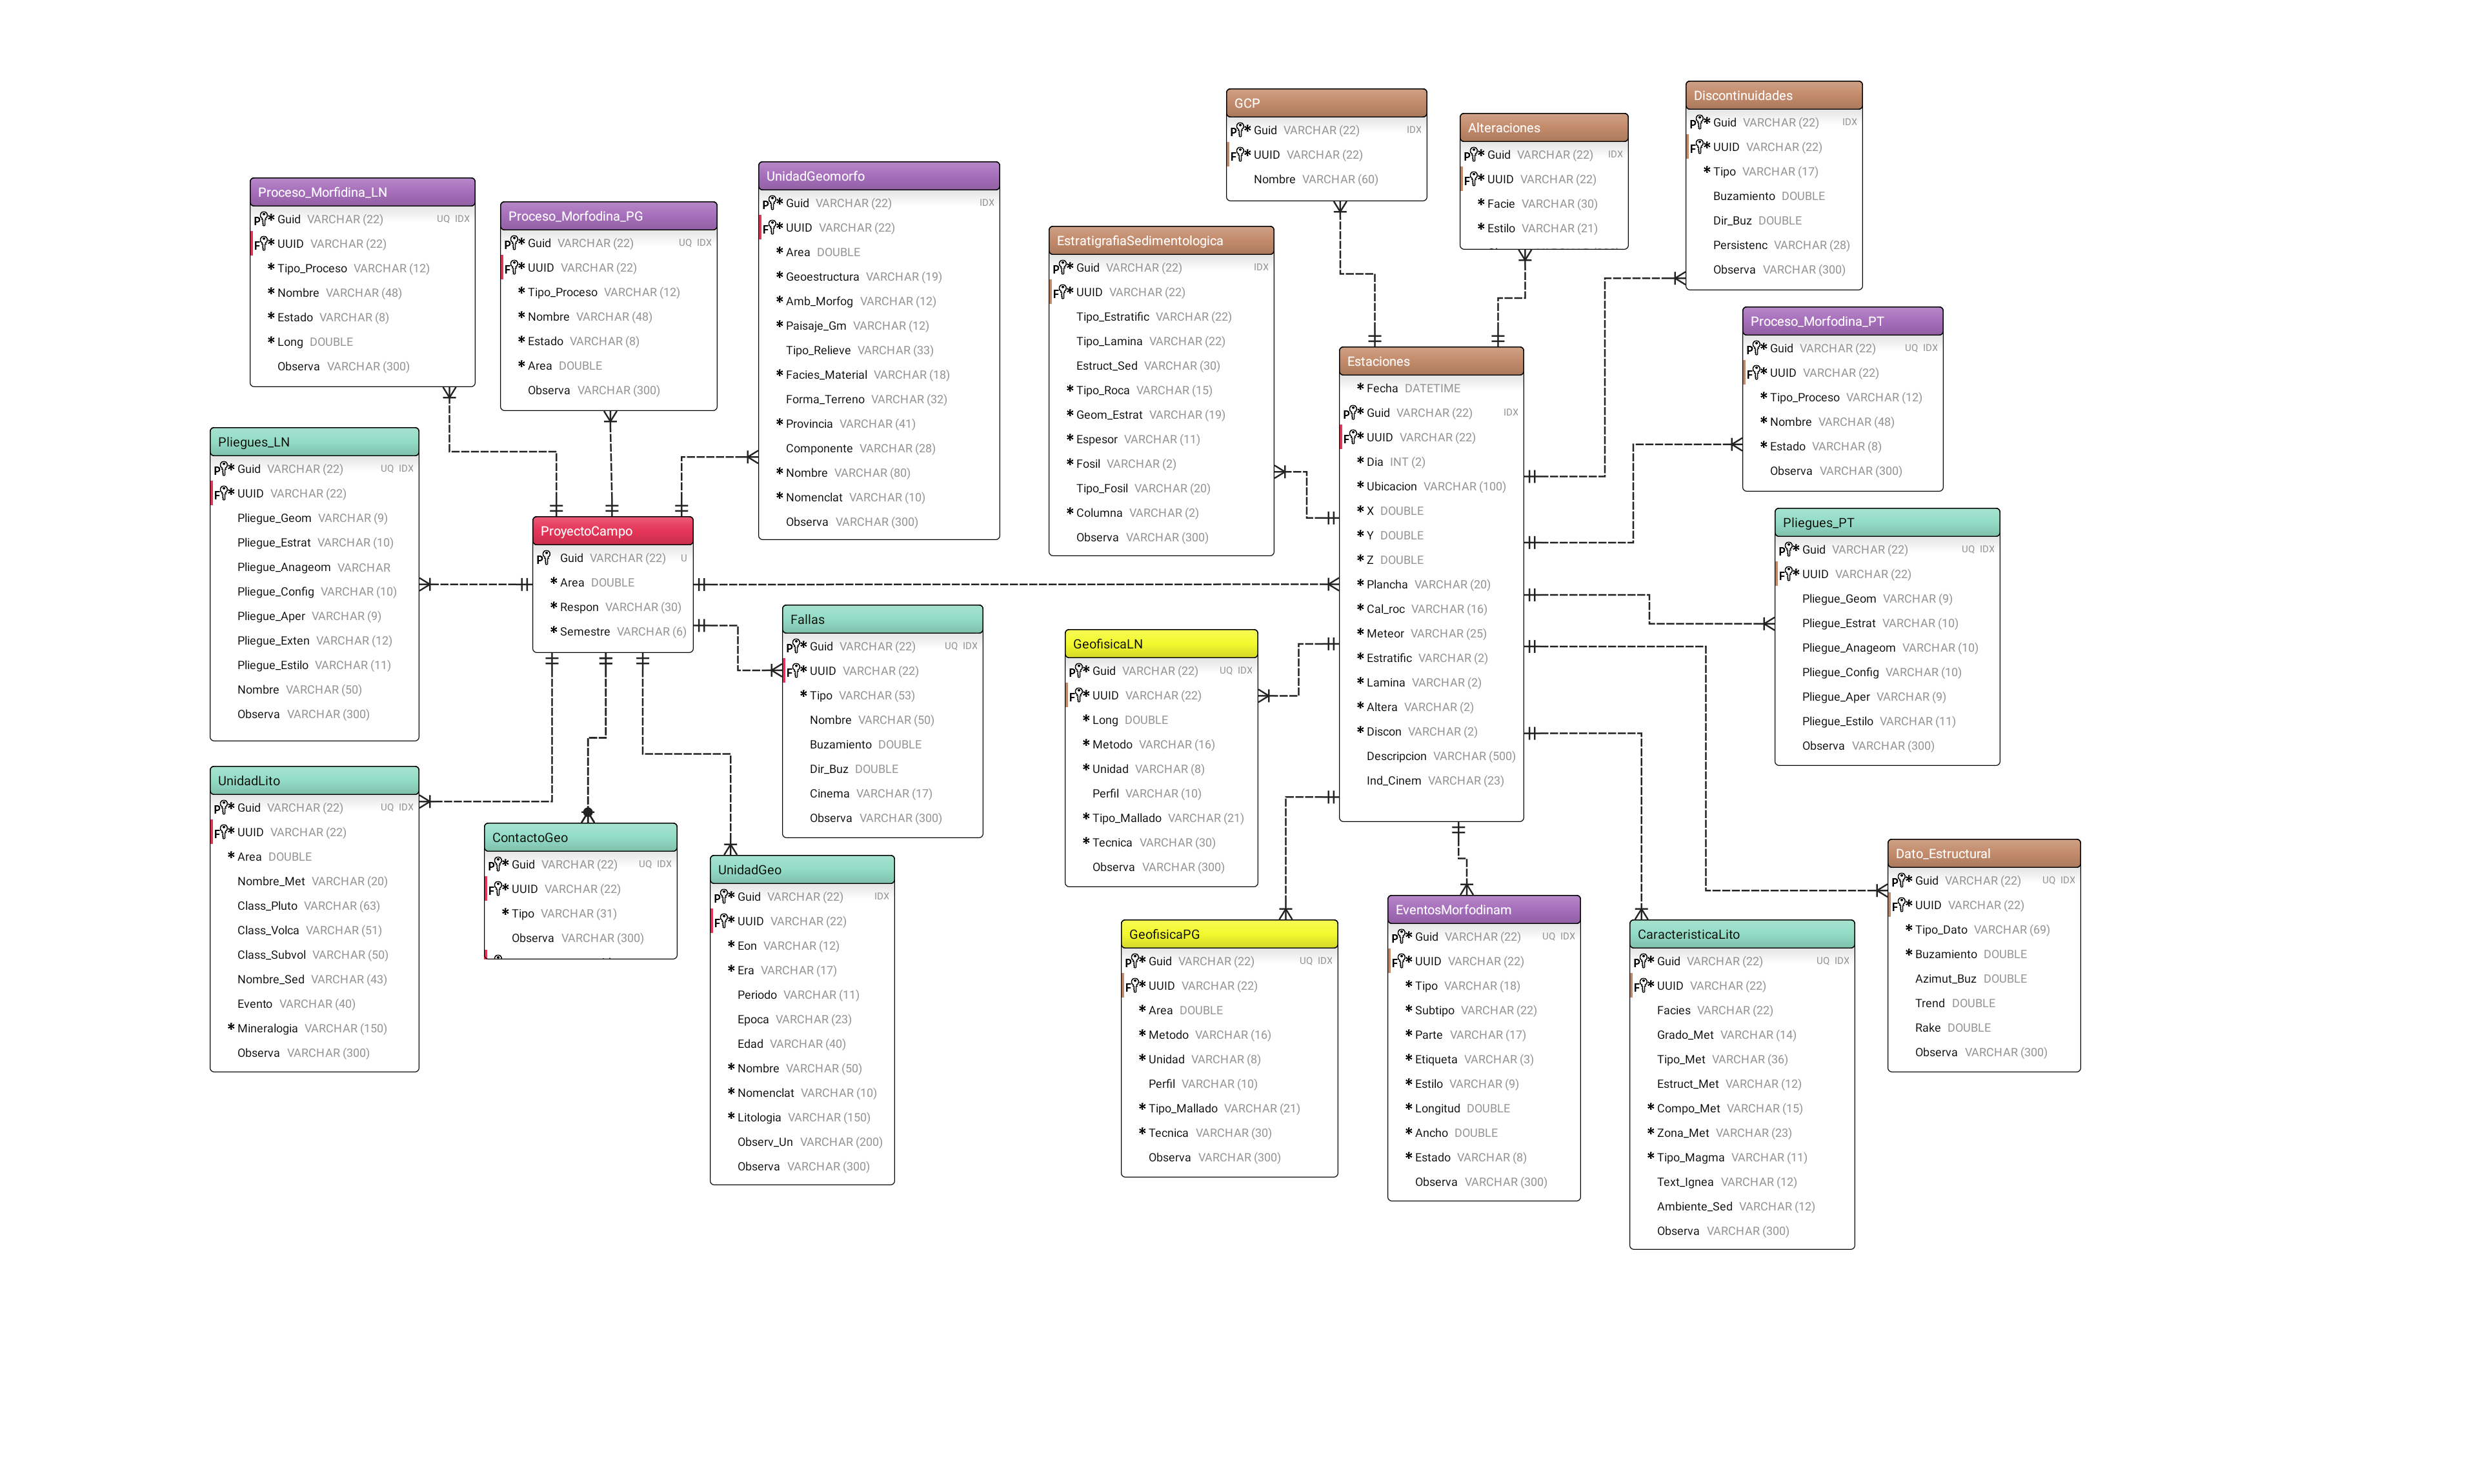 Proceso_Morfidina_LN
P * Guid VARCHAR (22) UQ IDX
F * UUID VARCHAR (22)
* Tipo_Proceso VARCHAR (12)
* Nombre VARCHAR (48)
* Estado VARCHAR (8)
* Long DOUBLE
Observa VARCHAR (300)
Proceso_Morfodina_PG
P * Guid VARCHAR (22) UQ IDX
F * UUID VARCHAR (22)
* Tipo_Proceso VARCHAR (12)
* Nombre VARCHAR (48)
* Estado VARCHAR (8)
* Area DOUBLE
Observa VARCHAR (300)
UnidadGeomorfo
P * Guid VARCHAR (22) IDX
F * UUID VARCHAR (22)
* Area DOUBLE
* Geoestructura VARCHAR (19)
* Amb_Morfog VARCHAR (12)
* Paisaje_Gm VARCHAR (12)
Tipo_Relieve VARCHAR (33)
* Facies_Material VARCHAR (18)
Forma_Terreno VARCHAR (32)
* Provincia VARCHAR (41)
Componente VARCHAR (28)
* Nombre VARCHAR (80)
* Nomenclat VARCHAR (10)
Observa VARCHAR (300)
EstratigrafiaSedimentologica
P * Guid VARCHAR (22) IDX
F * UUID VARCHAR (22)
Tipo_Estratific VARCHAR (22)
Tipo_Lamina VARCHAR (22)
Estruct_Sed VARCHAR (30)
* Tipo_Roca VARCHAR (15)
* Geom_Estrat VARCHAR (19)
* Espesor VARCHAR (11)
* Fosil VARCHAR (2)
Tipo_Fosil VARCHAR (20)
* Columna VARCHAR (2)
Observa VARCHAR (300)
GCP
P * Guid VARCHAR (22) IDX
F * UUID VARCHAR (22)
Nombre VARCHAR (60)
Alteraciones
P * Guid VARCHAR (22) IDX
F * UUID VARCHAR (22)
* Facie VARCHAR (30)
* Estilo VARCHAR (21)
Discontinuidades
P * Guid VARCHAR (22) IDX
F * UUID VARCHAR (22)
* Tipo VARCHAR (17)
Buzamiento DOUBLE
Dir_Buz DOUBLE
Persistenc VARCHAR (28)
Observa VARCHAR (300)
Proceso_Morfodina_PT
P * Guid VARCHAR (22) UQ IDX
F * UUID VARCHAR (22)
* Tipo_Proceso VARCHAR (12)
* Nombre VARCHAR (48)
* Estado VARCHAR (8)
Observa VARCHAR (300)
Pliegues_LN
P * Guid VARCHAR (22) UQ IDX
F * UUID VARCHAR (22)
Pliegue_Geom VARCHAR (9)
Pliegue_Estrat VARCHAR (10)
Pliegue_Anageom VARCHAR
Pliegue_Config VARCHAR (10)
Pliegue_Aper VARCHAR (9)
Pliegue_Exten VARCHAR (12)
Pliegue_Estilo VARCHAR (11)
Nombre VARCHAR (50)
Observa VARCHAR (300)
ProyectoCampo
P Guid VARCHAR (22) U
* Area DOUBLE
* Respon VARCHAR (30)
* Semestre VARCHAR (6)
Estaciones
* Fecha DATETIME
P * Guid VARCHAR (22) IDX
F * UUID VARCHAR (22)
* Dia INT (2)
* Ubicacion VARCHAR (100)
* X DOUBLE
* Y DOUBLE
* Z DOUBLE
* Plancha VARCHAR (20)
* Cal_roc VARCHAR (16)
* Meteor VARCHAR (25)
* Estratific VARCHAR (2)
* Lamina VARCHAR (2)
* Altera VARCHAR (2)
* Discon VARCHAR (2)
Descripcion VARCHAR (500)
Ind_Cinem VARCHAR (23)
Pliegues_PT
P * Guid VARCHAR (22) UQ IDX
F * UUID VARCHAR (22)
Pliegue_Geom VARCHAR (9)
Pliegue_Estrat VARCHAR (10)
Pliegue_Anageom VARCHAR (10)
Pliegue_Config VARCHAR (10)
Pliegue_Aper VARCHAR (9)
Pliegue_Estilo VARCHAR (11)
Observa VARCHAR (300)
Fallas
P * Guid VARCHAR (22) UQ IDX
F * UUID VARCHAR (22)
* Tipo VARCHAR (53)
Nombre VARCHAR (50)
Buzamiento DOUBLE
Dir_Buz DOUBLE
Cinema VARCHAR (17)
Observa VARCHAR (300)
GeofisicaLN
P * Guid VARCHAR (22) UQ IDX
F * UUID VARCHAR (22)
* Long DOUBLE
* Metodo VARCHAR (16)
* Unidad VARCHAR (8)
Perfil VARCHAR (10)
* Tipo_Mallado VARCHAR (21)
* Tecnica VARCHAR (30)
Observa VARCHAR (300)
UnidadLito
P * Guid VARCHAR (22) UQ IDX
F * UUID VARCHAR (22)
* Area DOUBLE
Nombre_Met VARCHAR (20)
Class_Pluto VARCHAR (63)
Class_Volca VARCHAR (51)
Class_Subvol VARCHAR (50)
Nombre_Sed VARCHAR (43)
Evento VARCHAR (40)
* Mineralogia VARCHAR (150)
Observa VARCHAR (300)
ContactoGeo
P * Guid VARCHAR (22) UQ IDX
F * UUID VARCHAR (22)
* Tipo VARCHAR (31)
Observa VARCHAR (300)
UnidadGeo
P * Guid VARCHAR (22) IDX
F * UUID VARCHAR (22)
* Eon VARCHAR (12)
* Era VARCHAR (17)
Periodo VARCHAR (11)
Epoca VARCHAR (23)
Edad VARCHAR (40)
* Nombre VARCHAR (50)
* Nomenclat VARCHAR (10)
* Litologia VARCHAR (150)
Observ_Un VARCHAR (200)
Observa VARCHAR (300)
GeofisicaPG
P * Guid VARCHAR (22) UQ IDX
F * UUID VARCHAR (22)
* Area DOUBLE
* Metodo VARCHAR (16)
* Unidad VARCHAR (8)
Perfil VARCHAR (10)
* Tipo_Mallado VARCHAR (21)
* Tecnica VARCHAR (30)
Observa VARCHAR (300)
EventosMorfodinam
P * Guid VARCHAR (22) UQ IDX
F * UUID VARCHAR (22)
* Tipo VARCHAR (18)
* Subtipo VARCHAR (22)
* Parte VARCHAR (17)
* Etiqueta VARCHAR (3)
* Estilo VARCHAR (9)
* Longitud DOUBLE
* Ancho DOUBLE
* Estado VARCHAR (8)
Observa VARCHAR (300)
CaracteristicaLito
P * Guid VARCHAR (22) UQ IDX
F * UUID VARCHAR (22)
Facies VARCHAR (22)
Grado_Met VARCHAR (14)
Tipo_Met VARCHAR (36)
Estruct_Met VARCHAR (12)
* Compo_Met VARCHAR (15)
* Zona_Met VARCHAR (23)
* Tipo_Magma VARCHAR (11)
Text_Ignea VARCHAR (12)
Ambiente_Sed VARCHAR (12)
Observa VARCHAR (300)
Dato_Estructural
P * Guid VARCHAR (22) UQ IDX
F * UUID VARCHAR (22)
* Tipo_Dato VARCHAR (69)
* Buzamiento DOUBLE
Azimut_Buz DOUBLE
Trend DOUBLE
Rake DOUBLE
Observa VARCHAR (300)